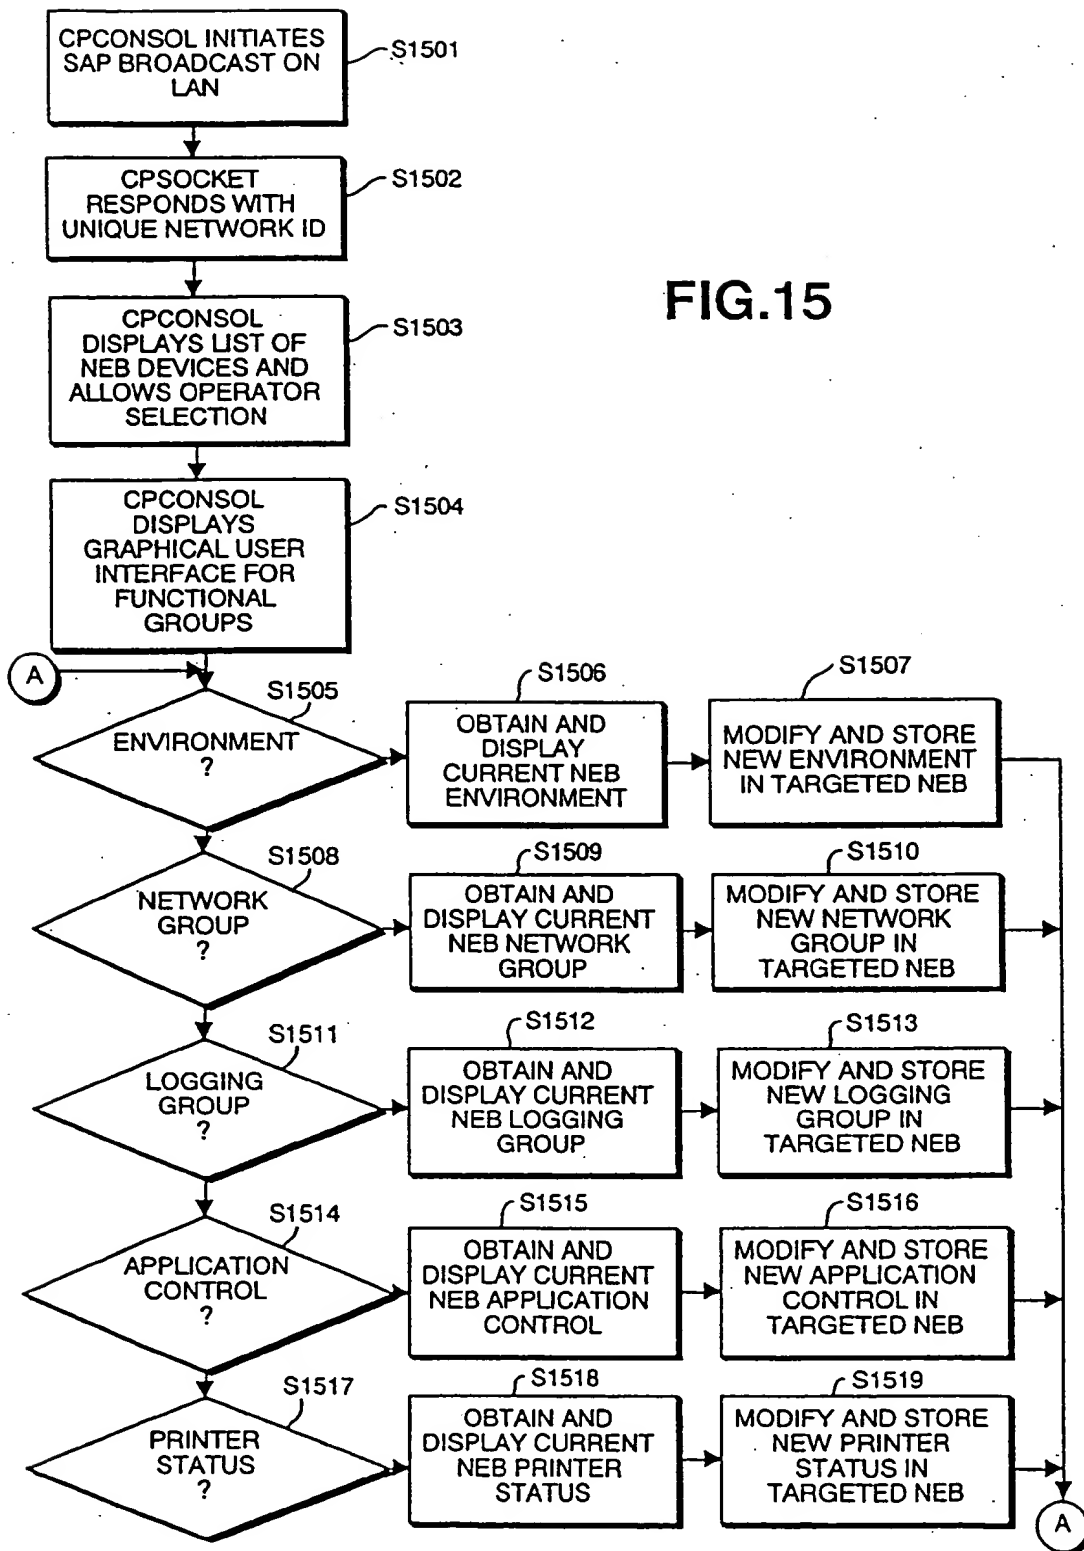 CPCONSOL INITIATES
SAP BROADCAST ON
LAN
S1501
CPSOCKET
RESPONDS WITH
UNIQUE NETWORK ID
S1502
FIG.15
CPCONSOL
DISPLAYS LIST OF
NEB DEVICES AND
ALLOWS OPERATOR
SELECTION
S1503
CPCONSOL
DISPLAYS
GRAPHICAL USER
INTERFACE FOR
FUNCTIONAL
GROUPS
S1504
A
S1505
ENVIRONMENT
?
S1506
OBTAIN AND
DISPLAY
CURRENT NEB
ENVIRONMENT
S1507
MODIFY AND STORE
NEW ENVIRONMENT
IN TARGETED NEB
S1508
NETWORK
GROUP
?
S1509
OBTAIN AND
DISPLAY CURRENT
NEB NETWORK
GROUP
S1510
MODIFY AND STORE
NEW NETWORK
GROUP IN
TARGETED NEB
S1511
LOGGING
GROUP
?
S1512
OBTAIN AND
DISPLAY CURRENT
NEB LOGGING
GROUP
S1513
MODIFY AND STORE
NEW LOGGING
GROUP IN
TARGETED NEB
S1514
APPLICATION
CONTROL
?
S1515
OBTAIN AND
DISPLAY CURRENT
NEB APPLICATION
CONTROL
S1516
MODIFY AND STORE
NEW APPLICATION
CONTROL IN
TARGETED NEB
S1517
PRINTER
STATUS
?
S1518
OBTAIN AND
DISPLAY CURRENT
NEB PRINTER
STATUS
S1519
MODIFY AND STORE
NEW PRINTER
STATUS IN
TARGETED NEB
A